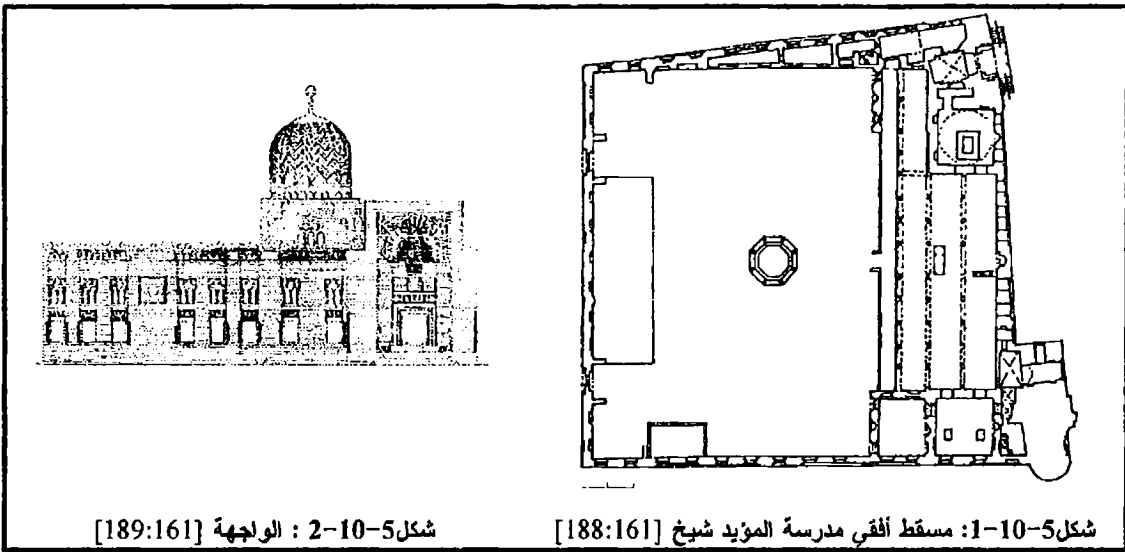 شكل5-10-1: مسقط أفقي مدرسة المؤيد شيخ [188:161]
شكل5-10-2 : الواجهة [189:161]